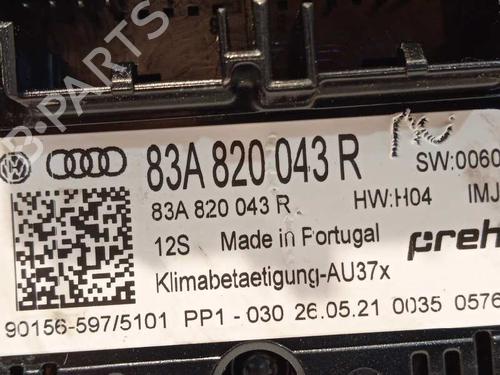 B-PARTS
83A 820 043 R SW:0060
83A 820 043 R HW:H04 IMJ
12S Made in Portugal preh
Klimabetaetigung-AU37x
90156-597/5101 PP1 - 030 26.05.21 0035 0576